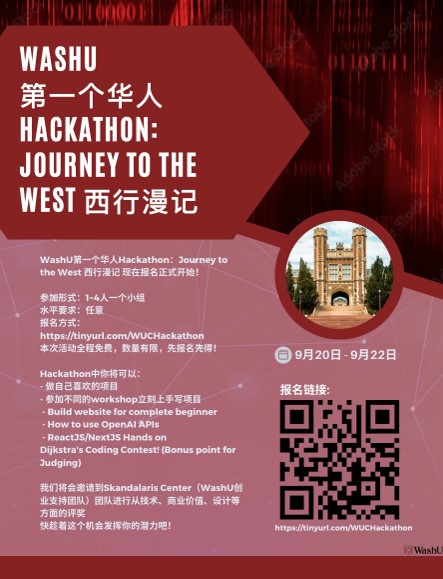 WASHU
第一个华人
HACKATHON:
JOURNEY TO THE
WEST 西行漫记
WashU第一个华人Hackathon：Journey to
the West 西行漫记 现在报名正式开始！
参加形式：1-4人一个小组
水平要求：任意
报名方式：
https://tinyurl.com/WUCHackathon
本次活动全程免费，数量有限，先报名先得！
Hackathon中你将可以：
- 做自己喜欢的项目
- 参加不同的workshop立刻上手写项目
- Build website for complete beginner
- How to use OpenAI APIs
- ReactJS/NextJS Hands on
Dijkstra's Coding Contest! (Bonus point for
Judging)
我们将会邀请到Skandalaris Center（WashU创
业支持团队）团队进行从技术、商业价值、设计等
方面的评奖
快趁着这个机会发挥你的潜力吧！
9月20日 - 9月22日
报名链接:
https://tinyurl.com/WUCHackathon
WashU
Adobe Stock
Adobe Stock